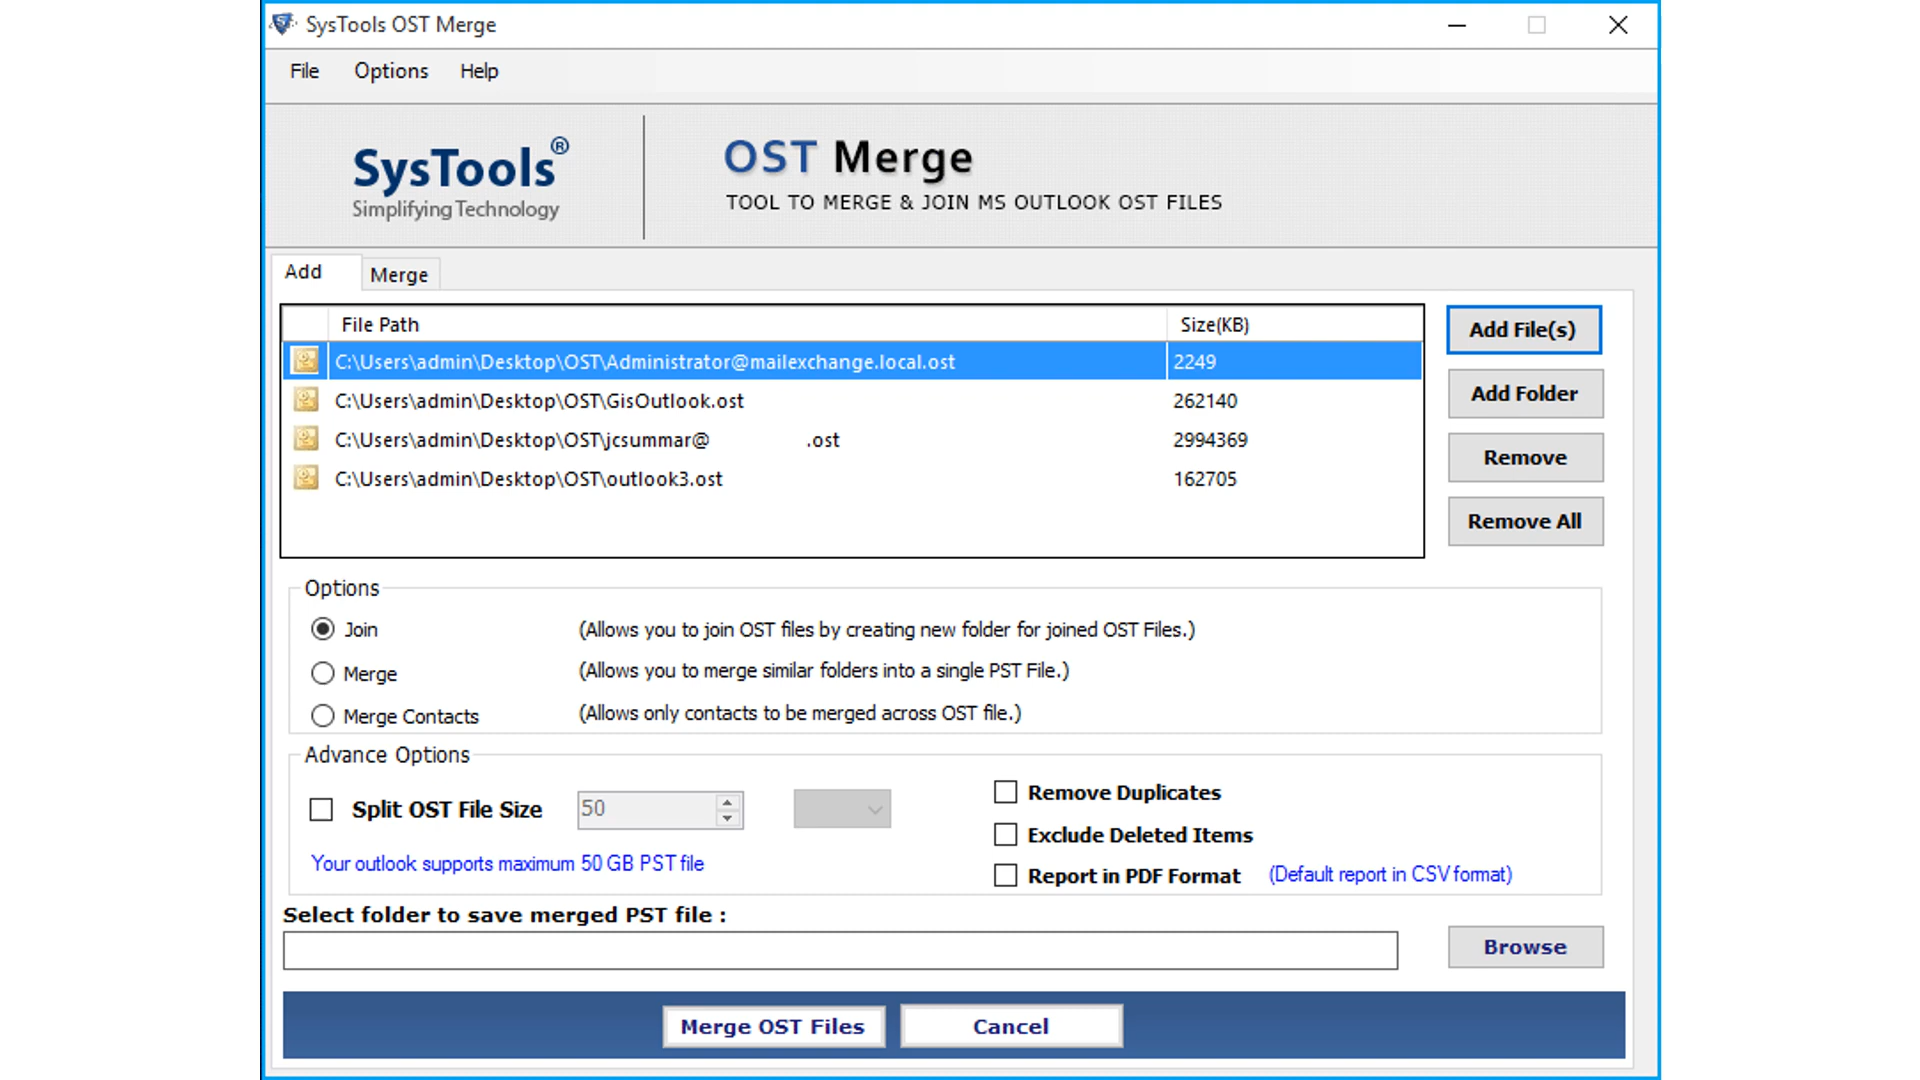 SysTools OST Merge
File Options Help
SysTools®
Simplifying Technology
OST Merge
TOOL TO MERGE & JOIN MS OUTLOOK OST FILES
Add Merge
File Path Size(KB)
C:\Users\admin\Desktop\OST\Administrator@mailexchange.local.ost 2249
C:\Users\admin\Desktop\OST\GisOutlook.ost 262140
C:\Users\admin\Desktop\OST\jcsummar@ .ost 2994369
C:\Users\admin\Desktop\OST\outlook3.ost 162705
Add File(s)
Add Folder
Remove
Remove All
Options
Join (Allows you to join OST files by creating new folder for joined OST Files.)
Merge (Allows you to merge similar folders into a single PST File.)
Merge Contacts (Allows only contacts to be merged across OST file.)
Advance Options
Split OST File Size 50
Your outlook supports maximum 50 GB PST file
Remove Duplicates
Exclude Deleted Items
Report in PDF Format (Default report in CSV format)
Select folder to save merged PST file :
Browse
Merge OST Files Cancel